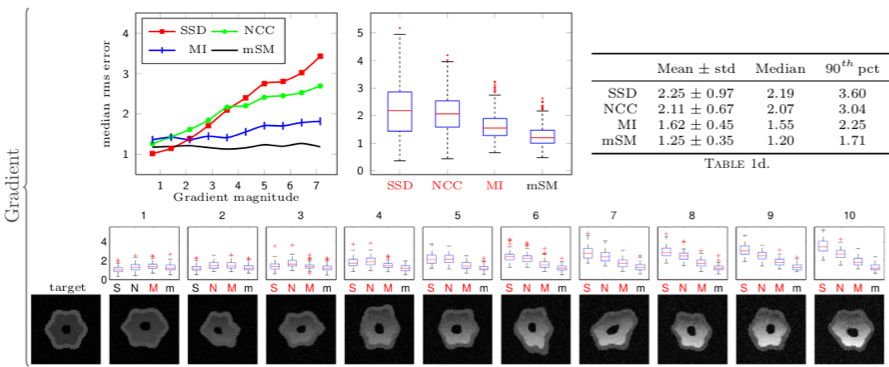 Gradient
SSD NCC
MI mSM
median rms error
4
3
2
1
1 2 3 4 5 6 7
Gradient magnitude
5
4
3
2
1
0
SSD NCC MI mSM
Mean ± std Median 90th pct
SSD 2.25 ± 0.97 2.19 3.60
NCC 2.11 ± 0.67 2.07 3.04
MI 1.62 ± 0.45 1.55 2.25
mSM 1.25 ± 0.35 1.20 1.71
TABLE 1d.
1 2 3 4 5 6 7 8 9 10
4
2
0
S N M m S N M m S N M m S N M m S N M m S N M m S N M m S N M m S N M m S N M m
target